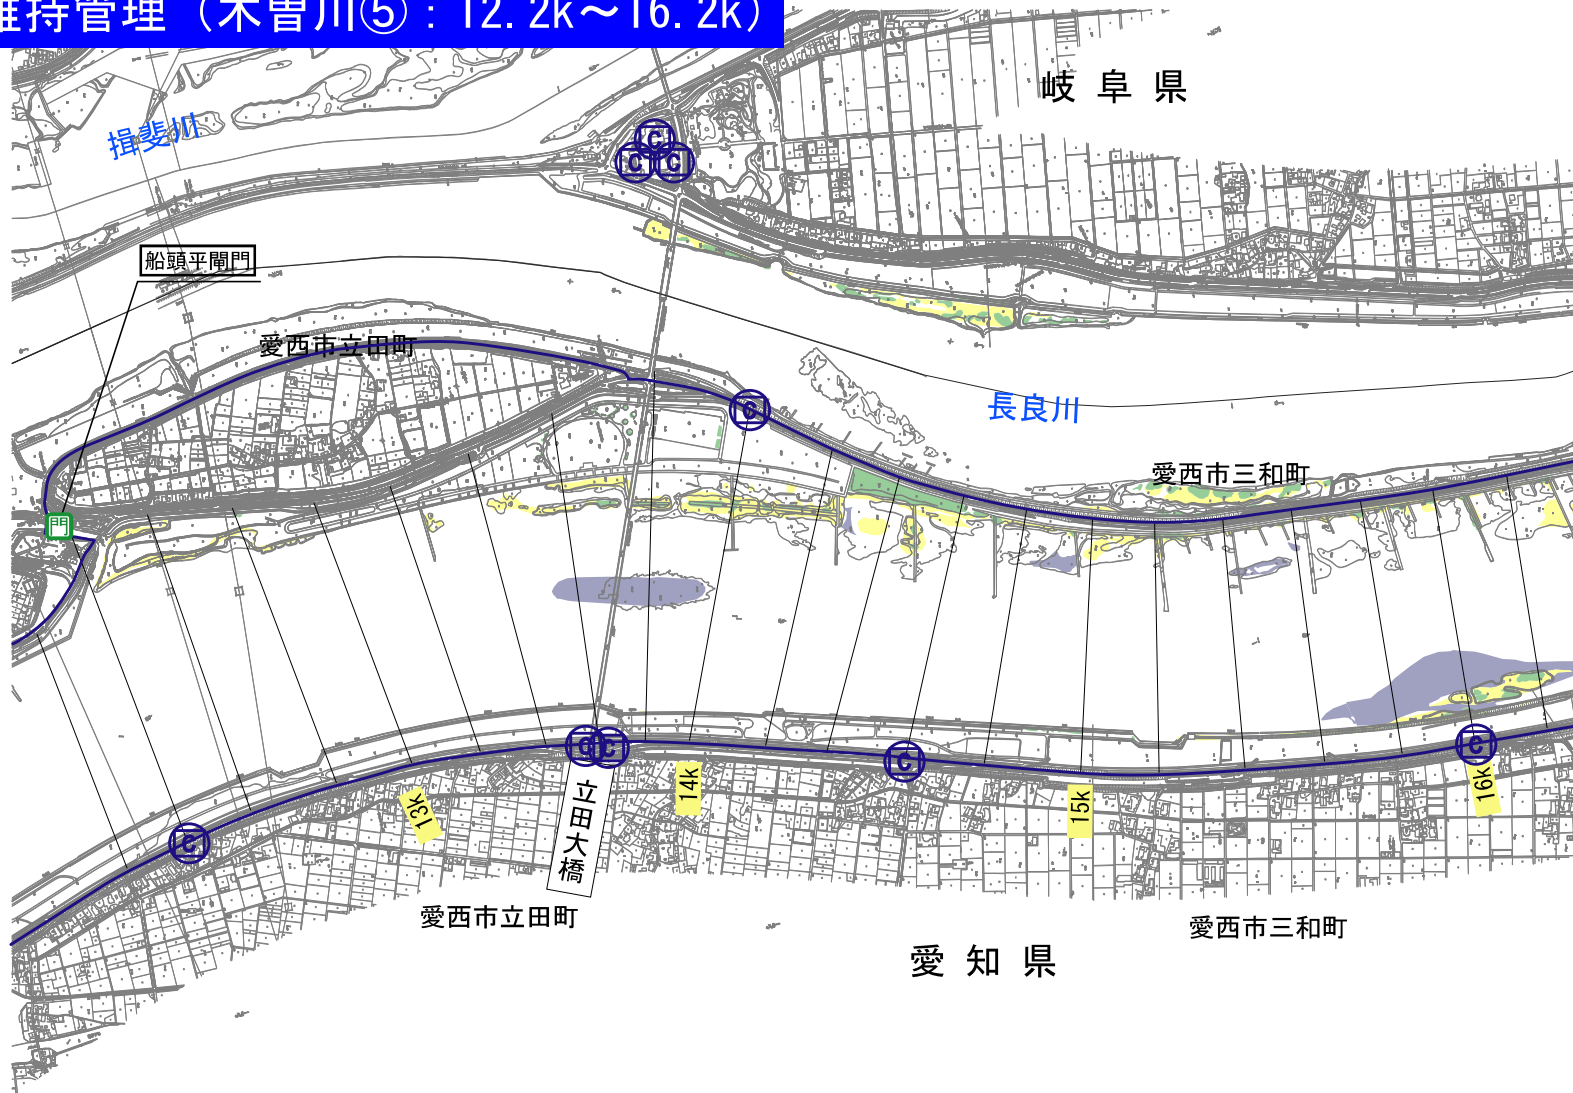 維持管理（木曽川⑤：12.2k～16.2k）
岐阜県
揖斐川
C
C
C
船頭平閘門
愛西市立田町
C
長良川
愛西市三和町
門
C
C
C
C
C
13k
14k
15k
16k
立田大橋
愛西市立田町
愛西市三和町
愛知県